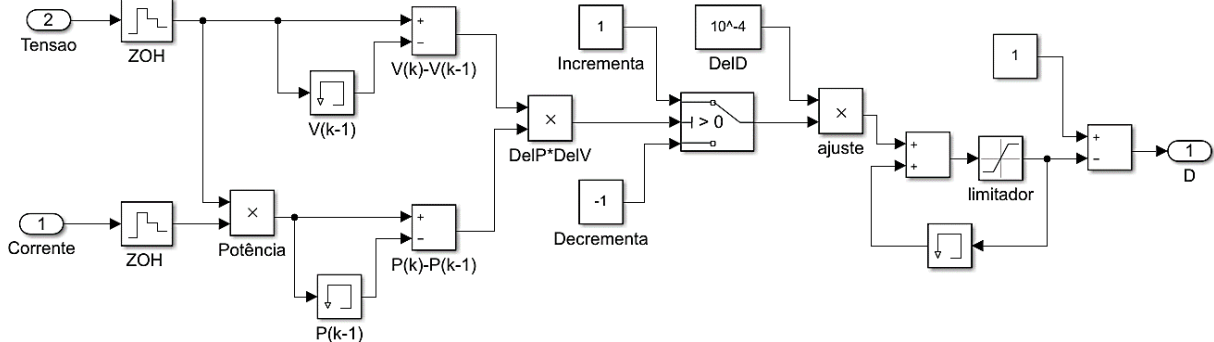 2
Tensao
ZOH
+
−
V(k)-V(k-1)
V(k-1)
1
Corrente
ZOH
×
Potência
+
−
P(k)-P(k-1)
P(k-1)
×
DelP*DelV
1
Incrementa
> 0
-1
Decrementa
10^-4
DelD
×
ajuste
+
+
limitador
1
+
−
1
D